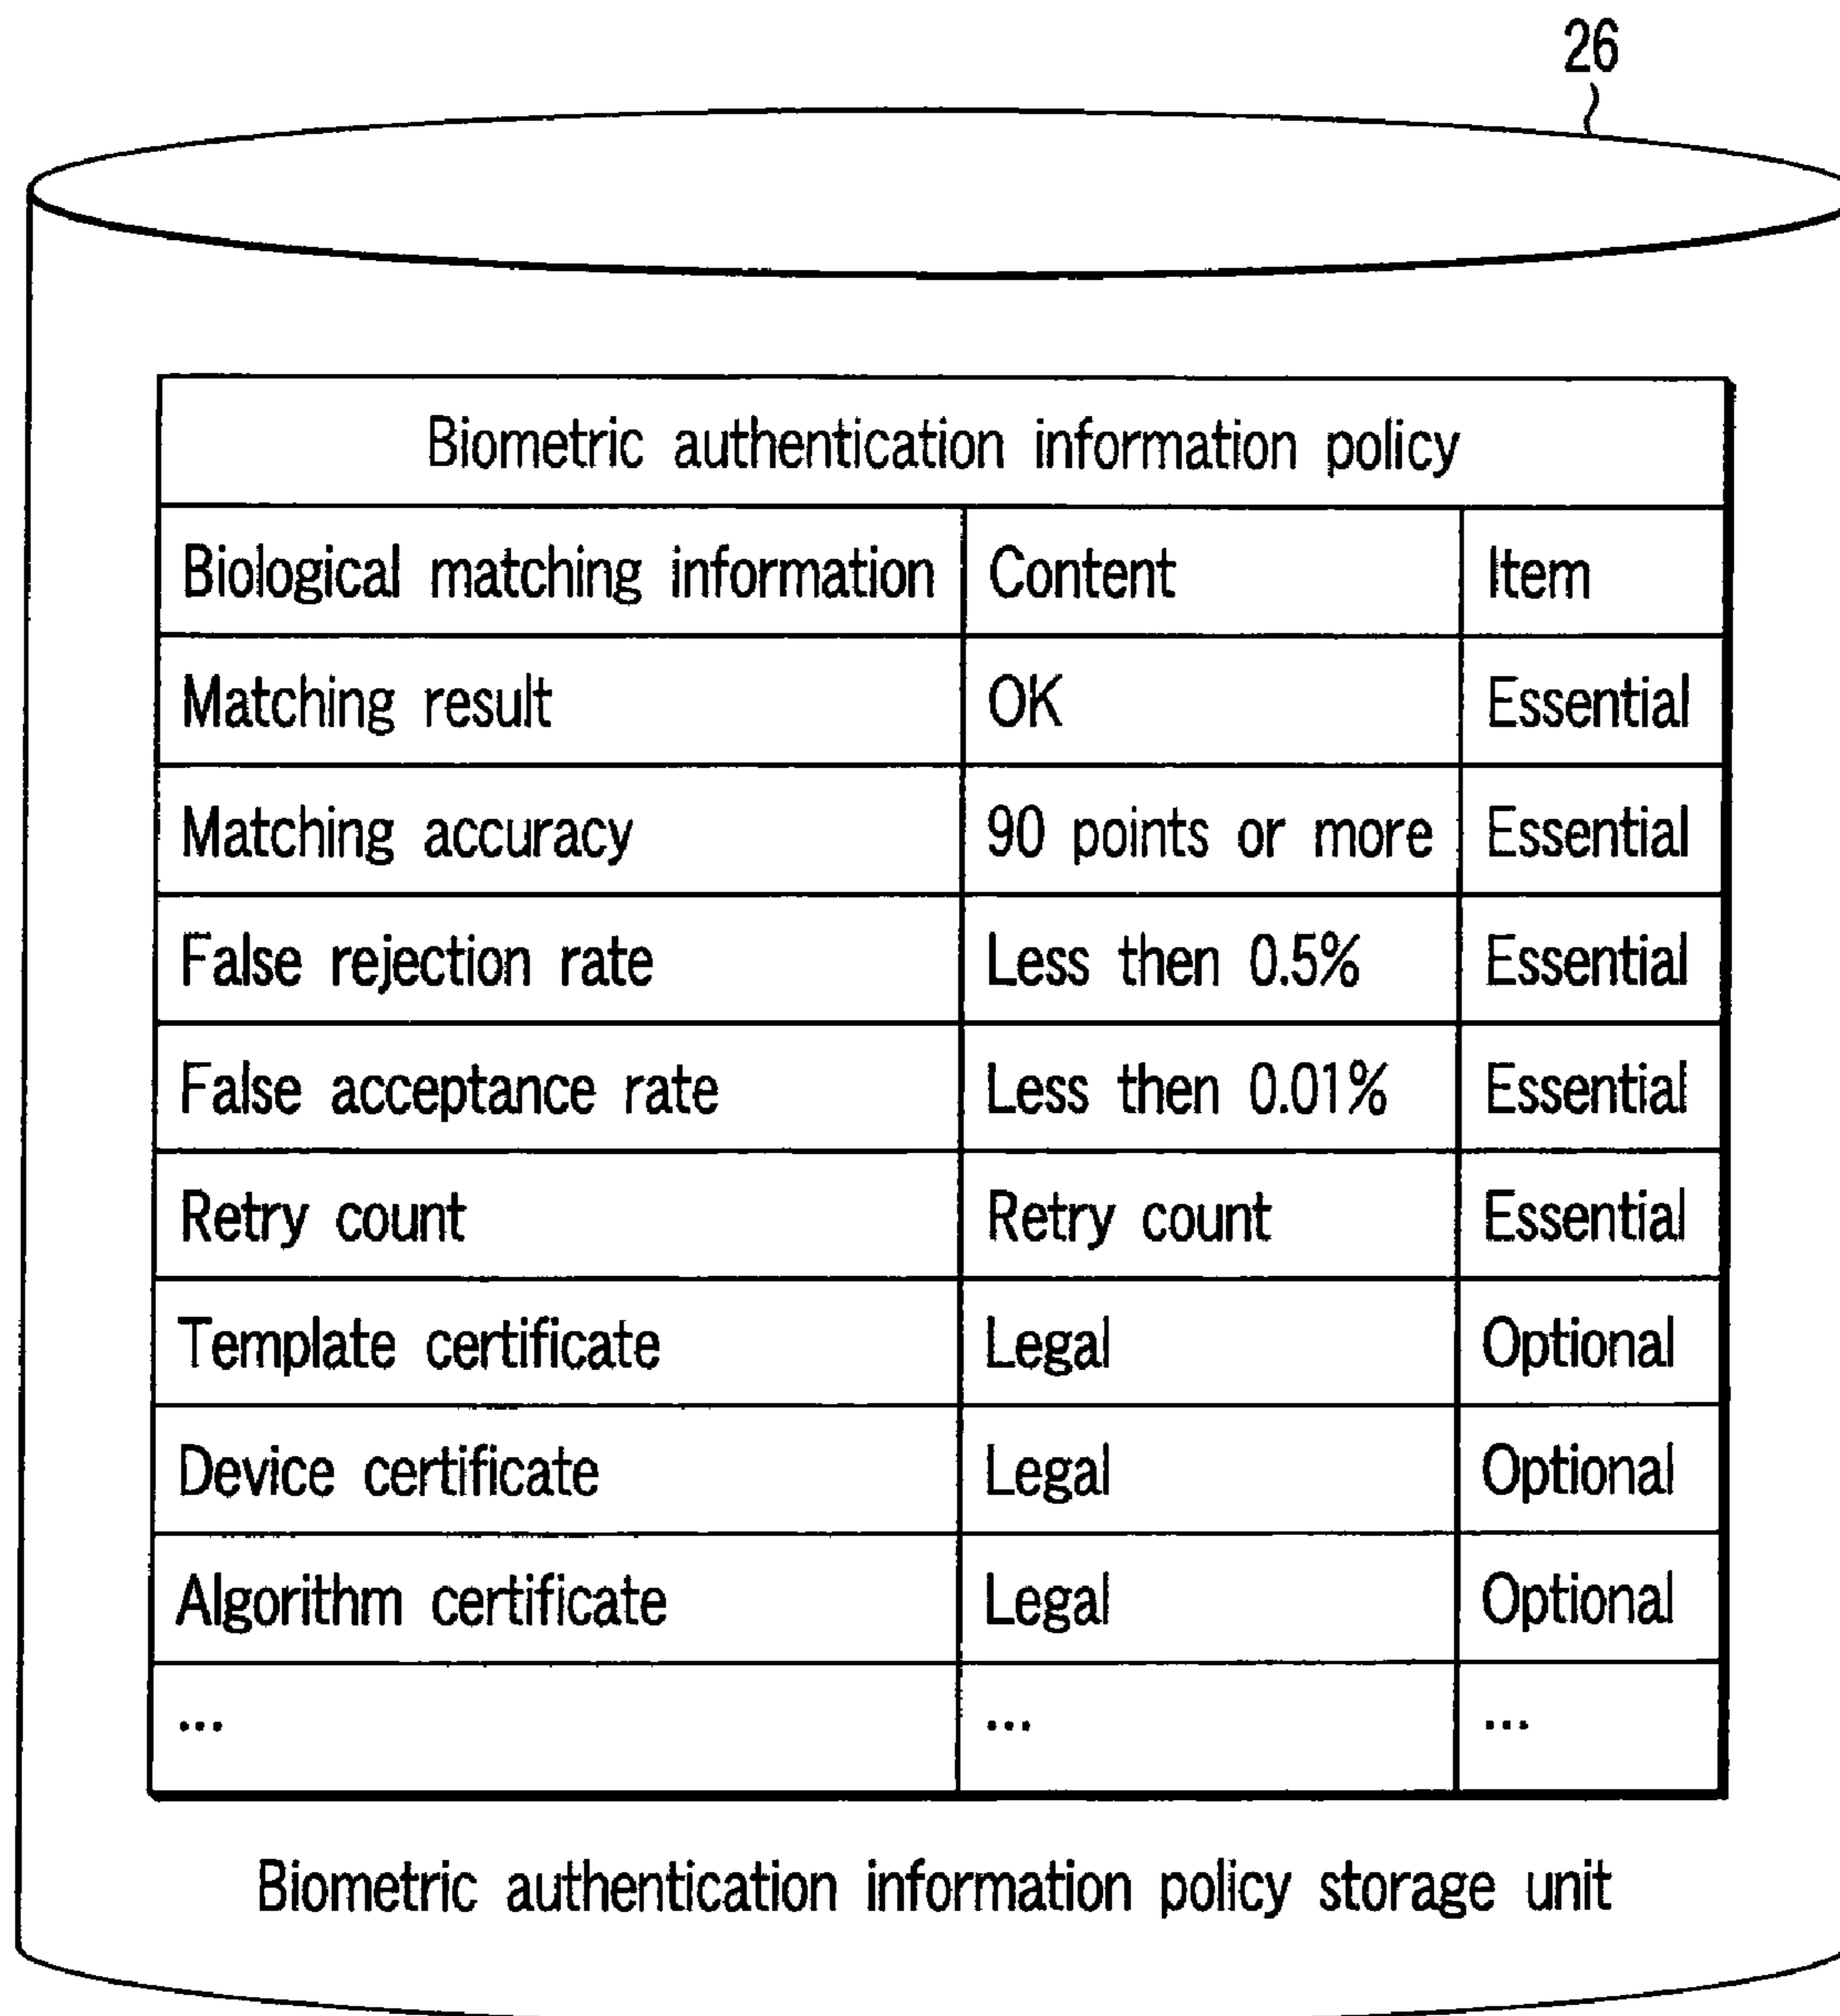 26
Biometric authentication information policy
Biological matching information Content Item
Matching result OK Essential
Matching accuracy 90 points or more Essential
False rejection rate Less then 0.5% Essential
False acceptance rate Less then 0.01% Essential
Retry count Retry count Essential
Template certificate Legal Optional
Device certificate Legal Optional
Algorithm certificate Legal Optional
... ... ...
Biometric authentication information policy storage unit